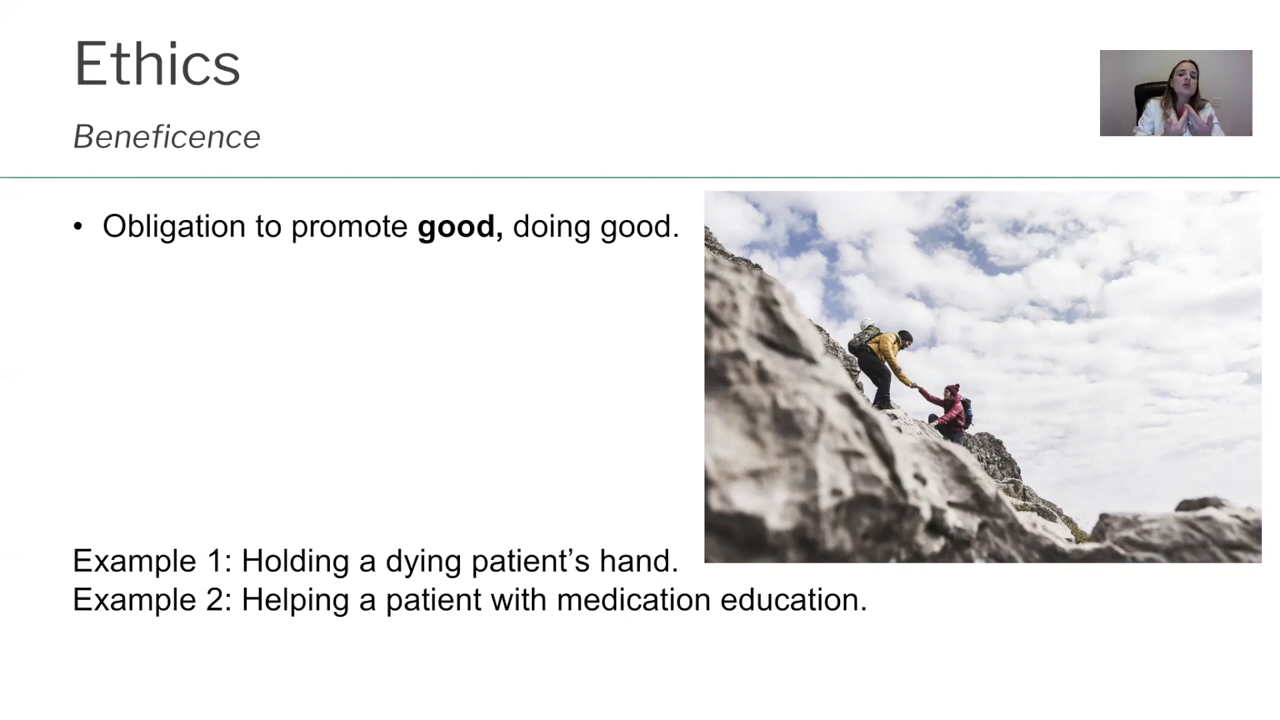 Ethics
Beneficence
• Obligation to promote good, doing good.
Example 1: Holding a dying patient’s hand.
Example 2: Helping a patient with medication education.